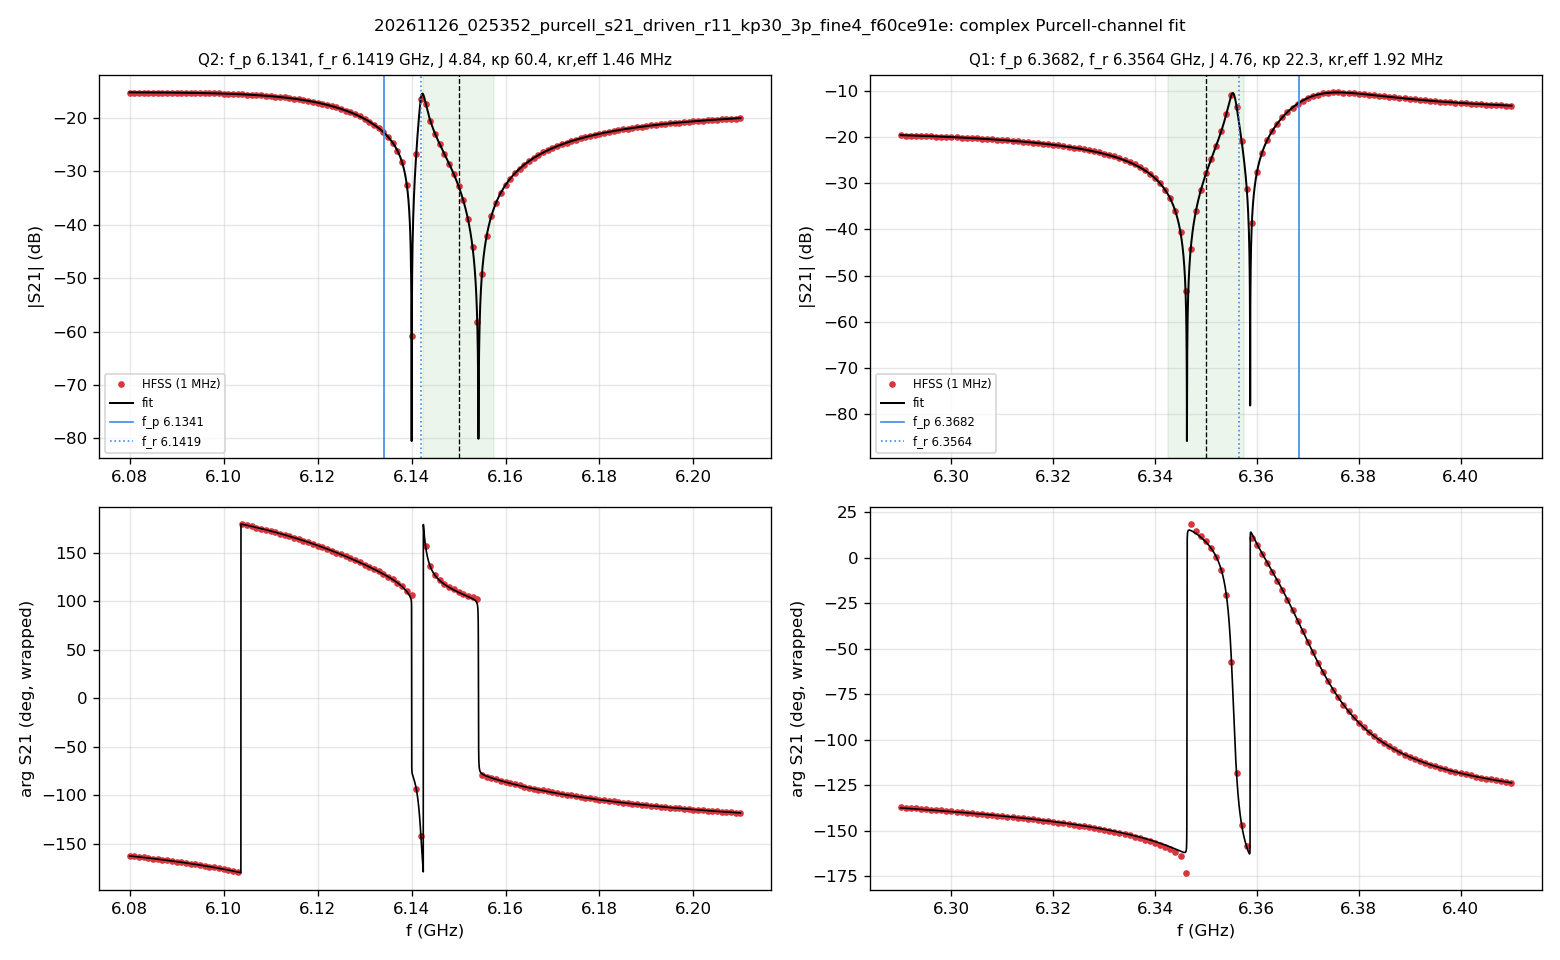 20261126_025352_purcell_s21_driven_r11_kp30_3p_fine4_f60ce91e: complex Purcell-channel fit
Q2: f_p 6.1341, f_r 6.1419 GHz, J 4.84, κp 60.4, κr,eff 1.46 MHz
|S21| (dB)
−20
−30
−40
−50
−60
−70
−80
HFSS (1 MHz)
fit
f_p 6.1341
f_r 6.1419
6.08 6.10 6.12 6.14 6.16 6.18 6.20
Q1: f_p 6.3682, f_r 6.3564 GHz, J 4.76, κp 22.3, κr,eff 1.92 MHz
|S21| (dB)
−10
−20
−30
−40
−50
−60
−70
−80
HFSS (1 MHz)
fit
f_p 6.3682
f_r 6.3564
6.30 6.32 6.34 6.36 6.38 6.40
arg S21 (deg, wrapped)
150
100
50
0
−50
−100
−150
6.08 6.10 6.12 6.14 6.16 6.18 6.20
f (GHz)
arg S21 (deg, wrapped)
25
0
−25
−50
−75
−100
−125
−150
−175
6.30 6.32 6.34 6.36 6.38 6.40
f (GHz)